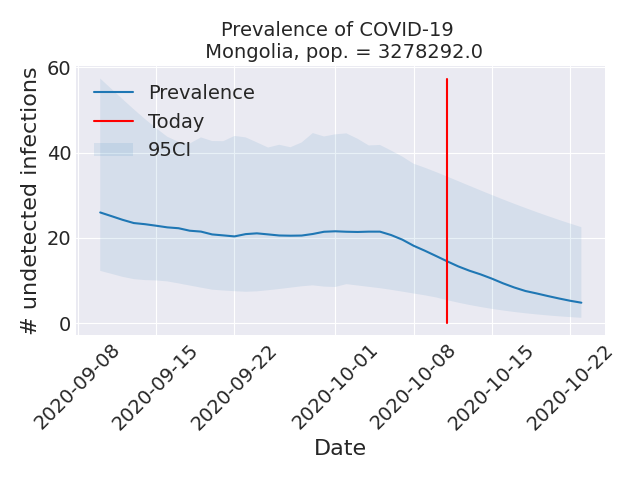 Prevalence of COVID-19
Mongolia, pop. = 3278292.0
# undetected infections
60
40
20
0
Prevalence
Today
95CI
2020-09-08
2020-09-15
2020-09-22
2020-10-01
2020-10-08
2020-10-15
2020-10-22
Date